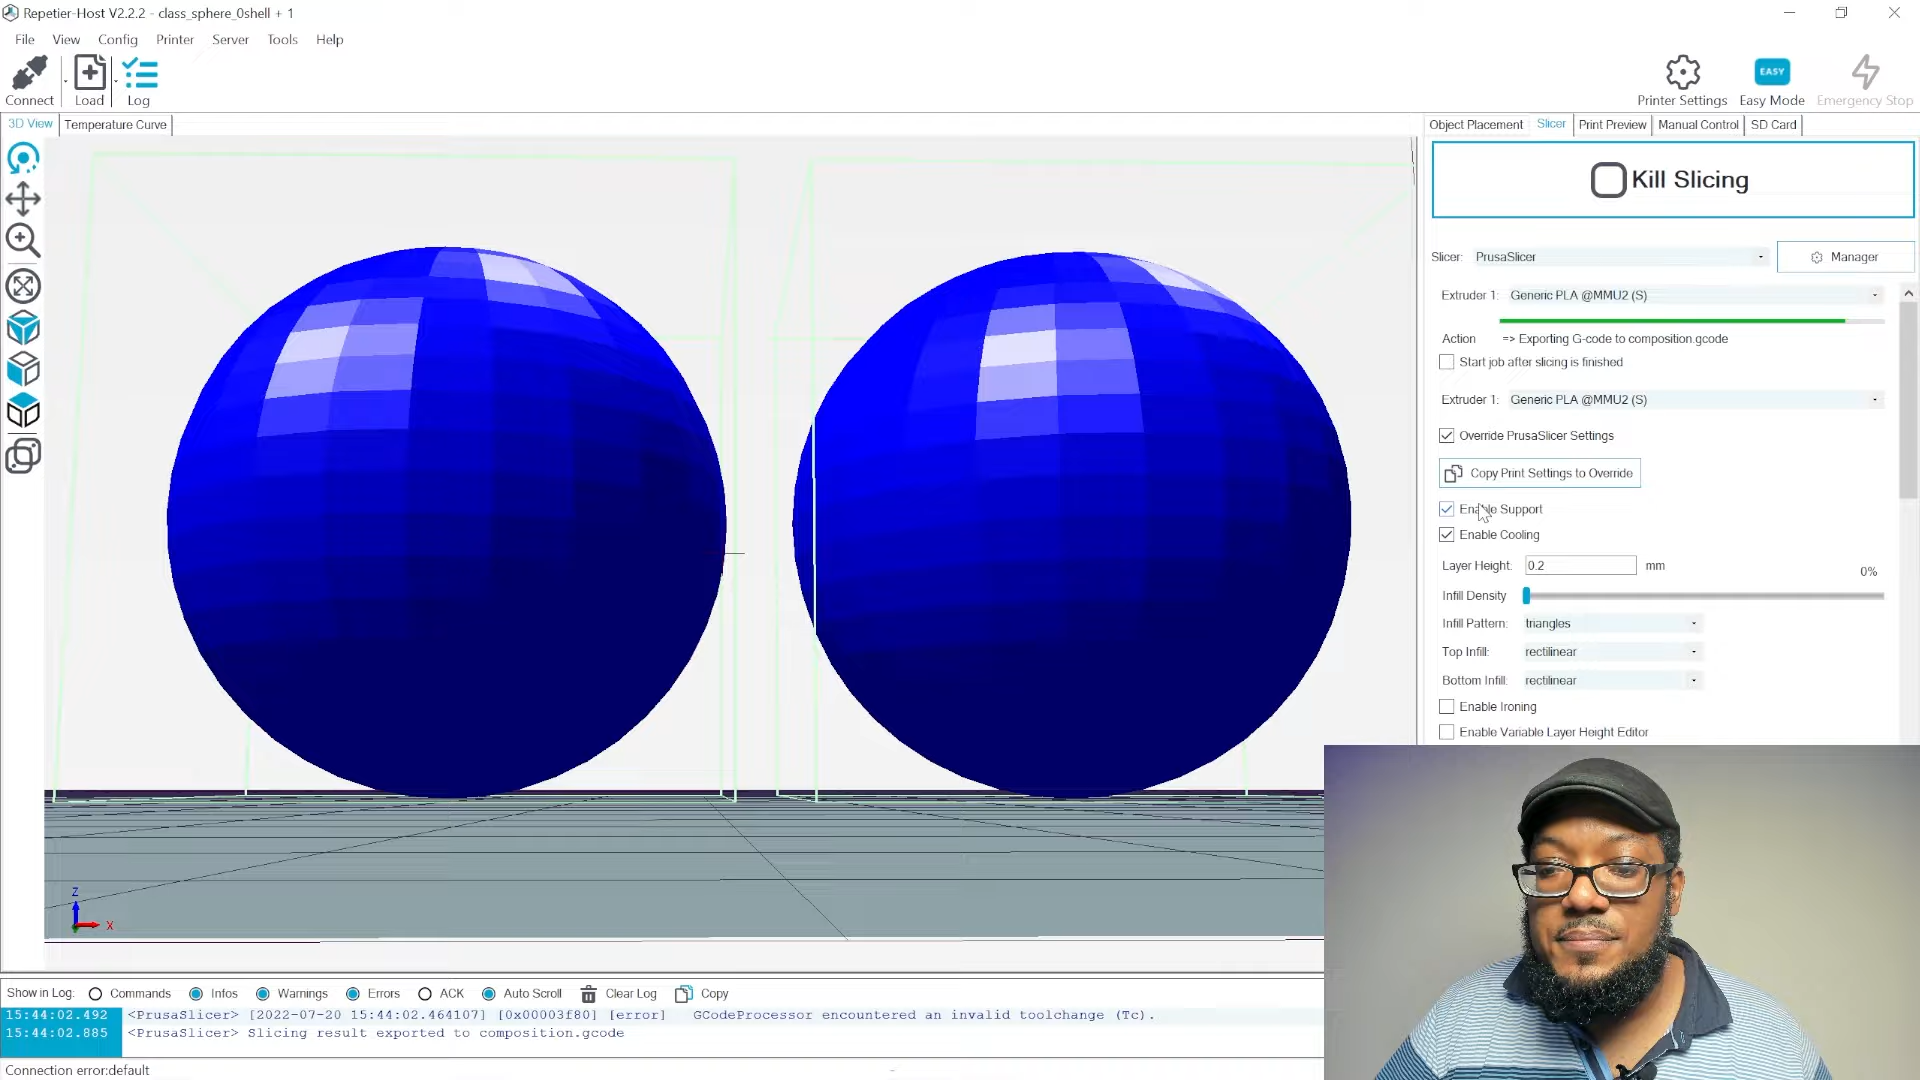 Repetier-Host V2.2.2 - class_sphere_0shell + 1
File View Config Printer Server Tools Help
Connect Load Log Printer Settings EASY Easy Mode Emergency Stop
3D View Temperature Curve
Object Placement Slicer Print Preview Manual Control SD Card
Kill Slicing
Slicer: PrusaSlicer Manager
Extruder 1: Generic PLA @MMU2 (S)
Action => Exporting G-code to composition.gcode
Start job after slicing is finished
Extruder 1: Generic PLA @MMU2 (S)
Override PrusaSlicer Settings
Copy Print Settings to Override
Enable Support
Enable Cooling
Layer Height: 0.2 mm
0%
Infill Density
Infill Pattern: triangles
Top Infill: rectilinear
Bottom Infill: rectilinear
Enable Ironing
Enable Variable Layer Height Editor
Z
X
Show in Log: Commands Infos Warnings Errors ACK Auto Scroll Clear Log Copy
15:44:02.492 <PrusaSlicer> [2022-07-20 15:44:02.464107] [0x00003f80] [error] GCodeProcessor encountered an invalid toolchange (Tc).
15:44:02.885 <PrusaSlicer> Slicing result exported to composition.gcode
Connection error:default